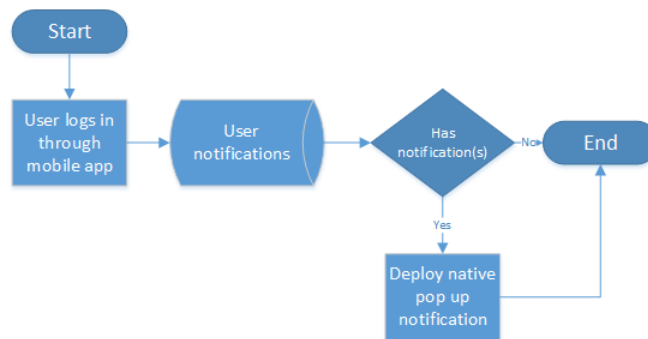 Start
User logs in
through
mobile app
User
notifications
Has
notification(s)
No
End
Yes
Deploy native
pop up
notification